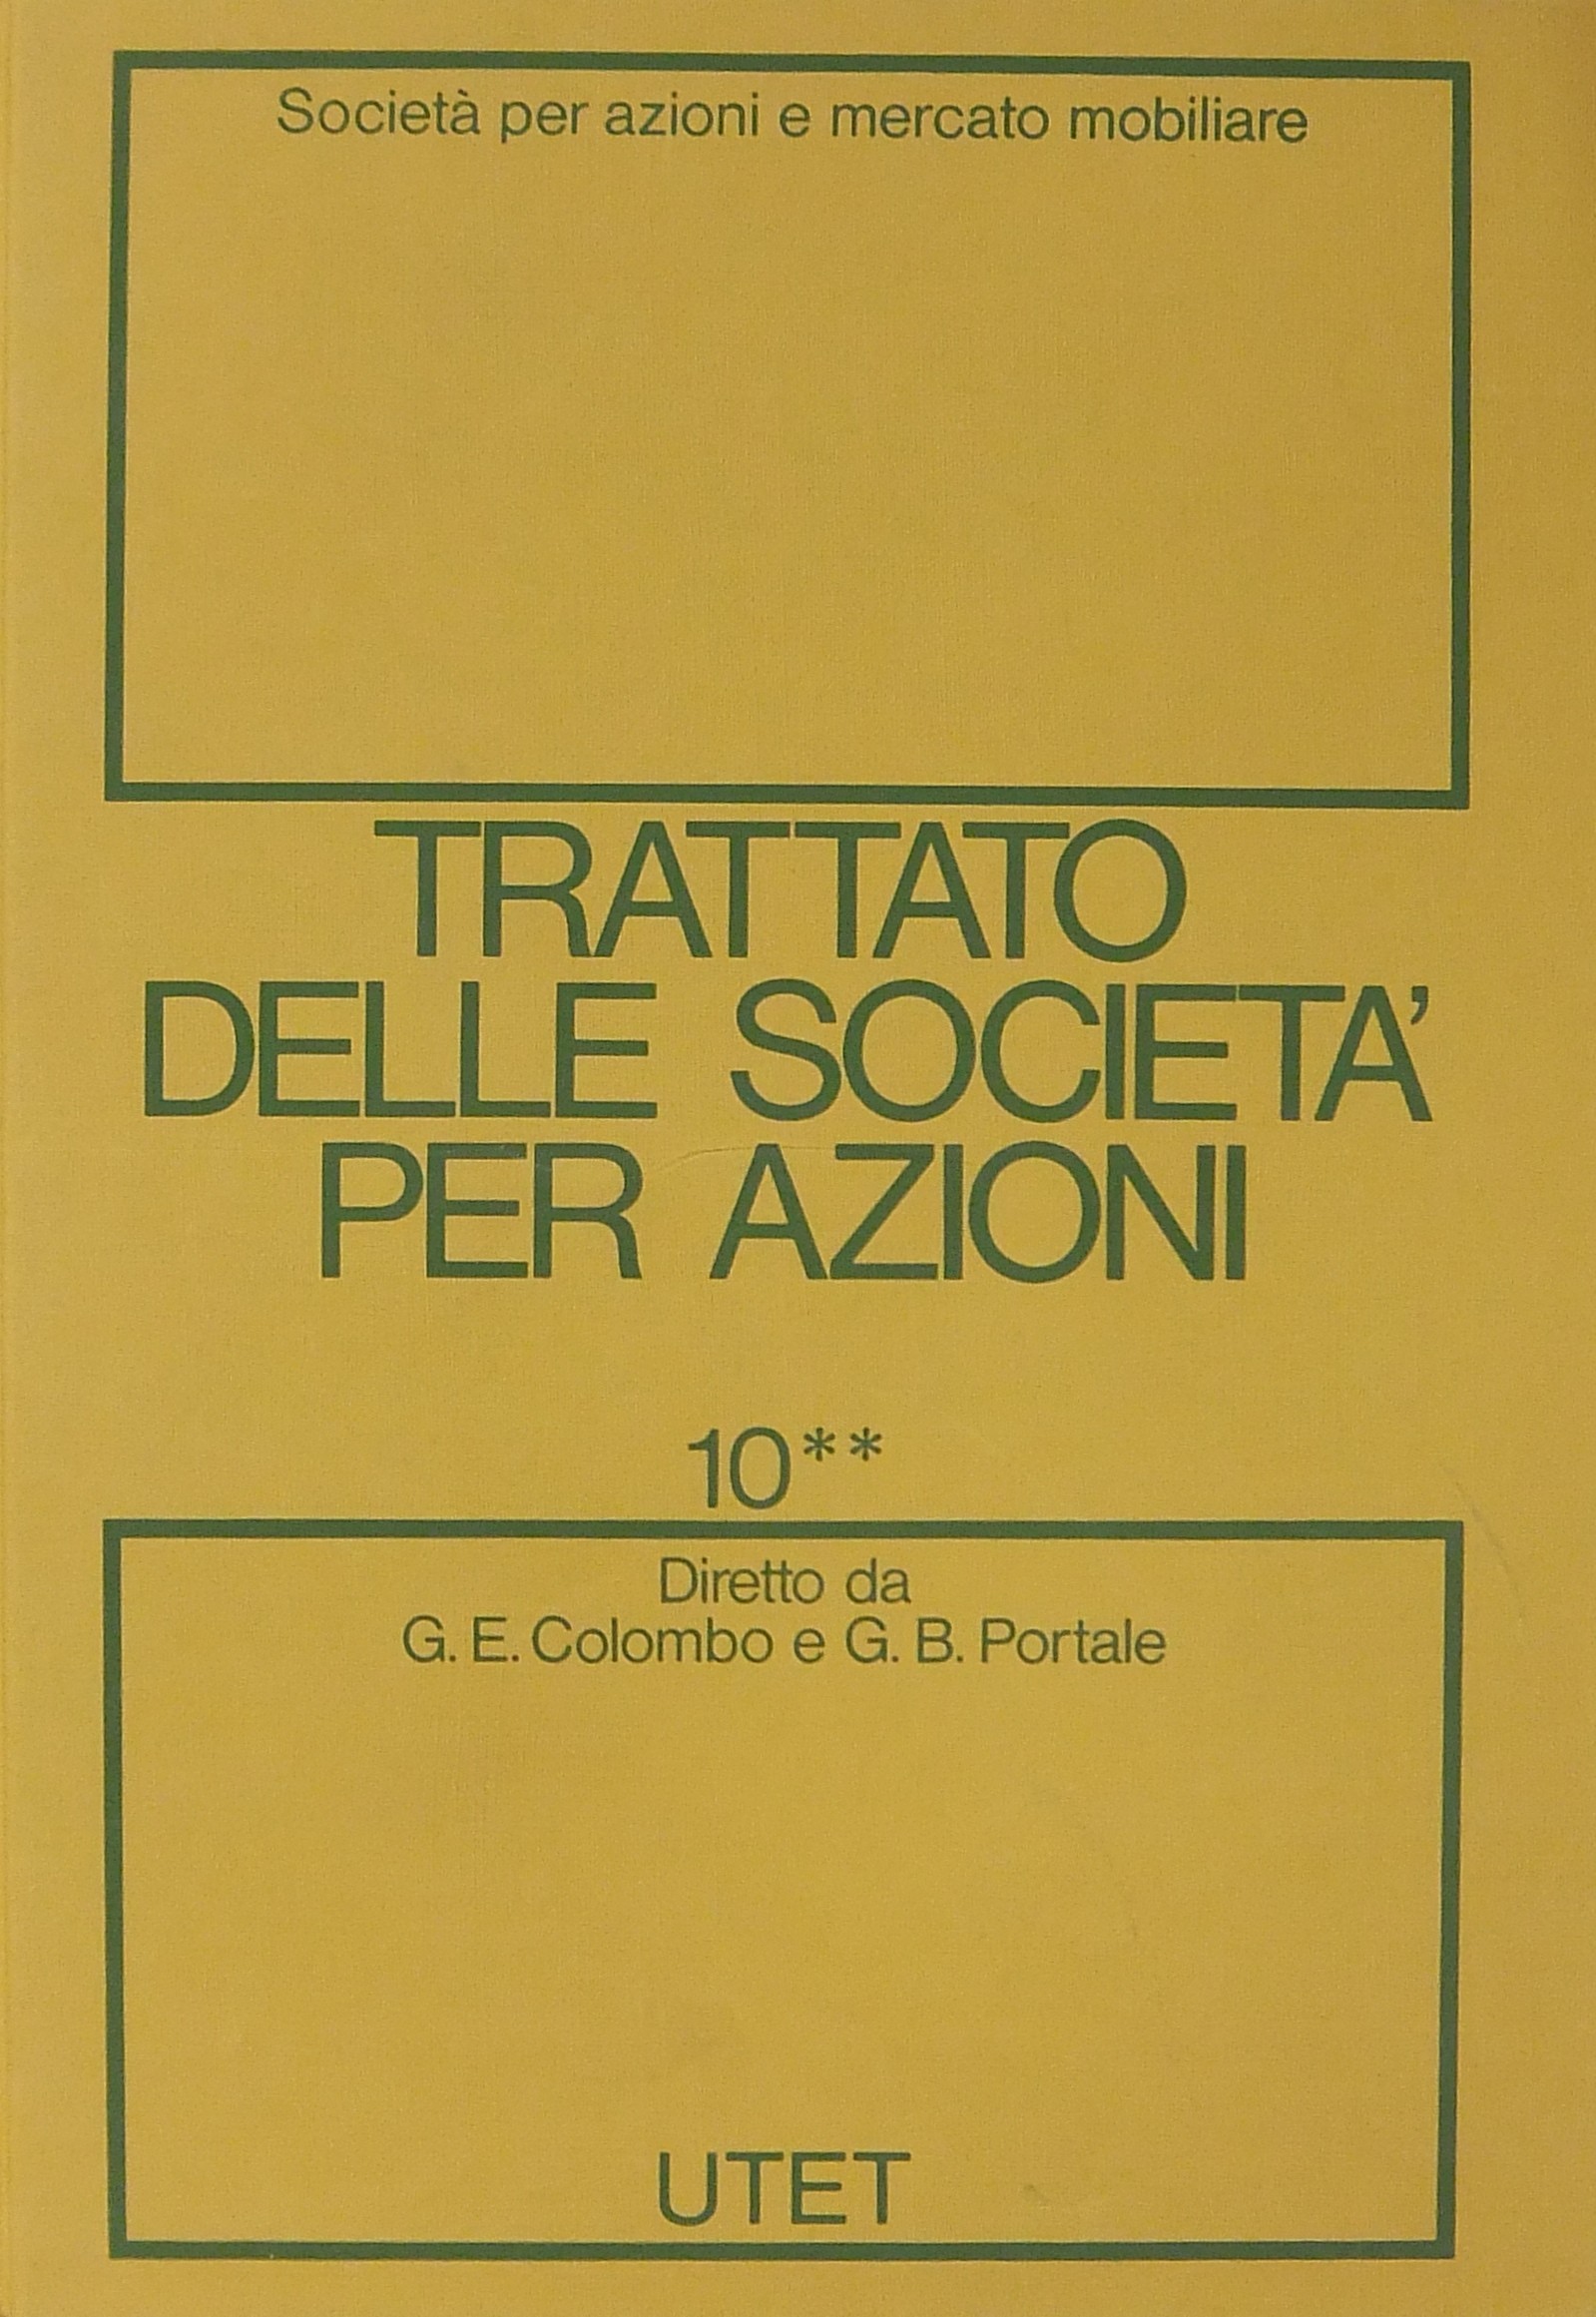 Società per azioni e mercato mobiliare
TRATTATO
DELLE SOCIETA'
PER AZIONI
10**
Diretto da
G. E. Colombo e G. B. Portale
UTET